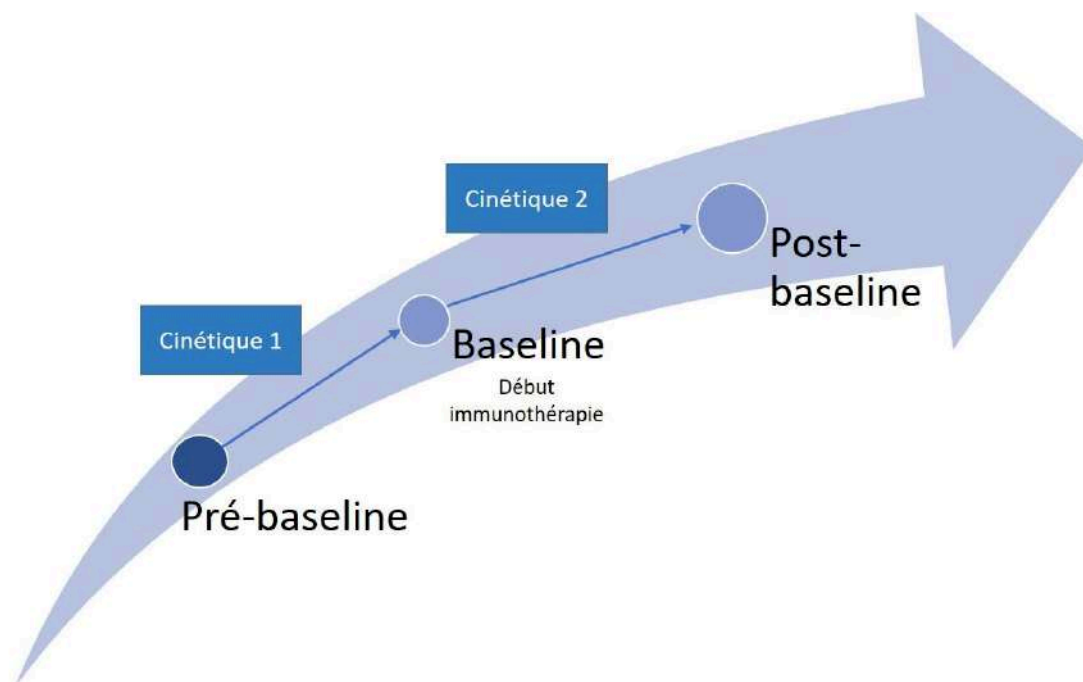 Cinétique 2
Post-
baseline
Cinétique 1
Baseline
Début
immunothérapie
Pré-baseline